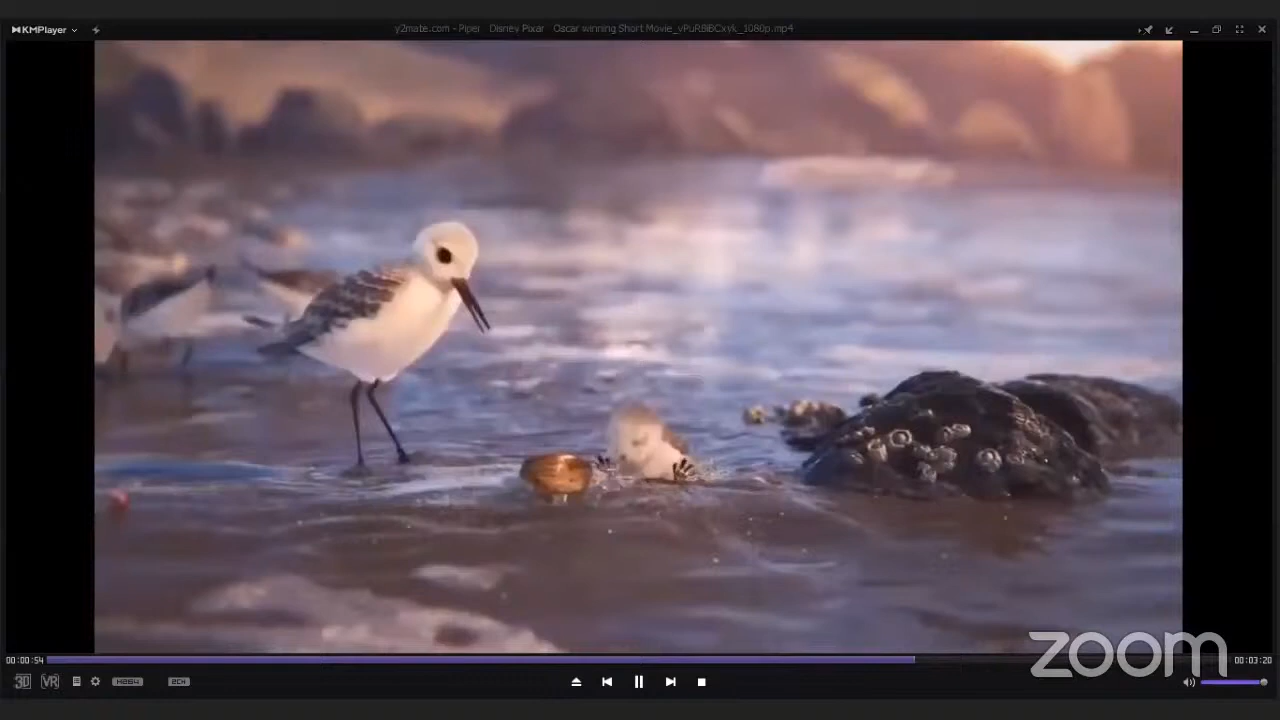 KMPlayer
y2mate.com - Piper Disney Pixar Oscar winning Short Movie_vPuRBiBCxyk_1080p.mp4
00:00:54
00:03:20
3D VR H264 2CH
zoom